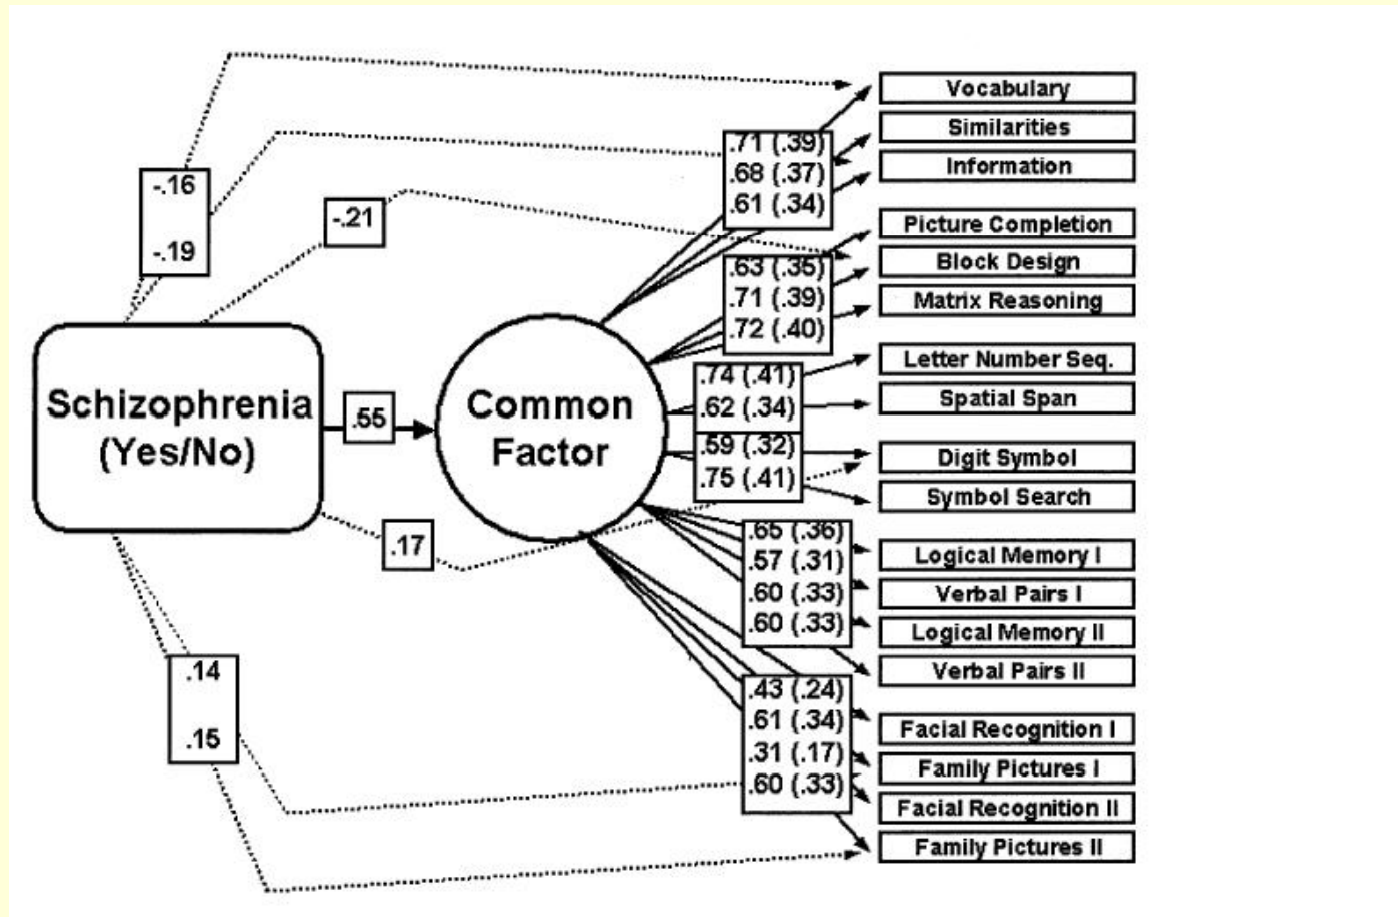 -.16
-.19
-.21
Schizophrenia
(Yes/No)
.55
.17
.14
.15
Common
Factor
.71 (.39)
.68 (.37)
.61 (.34)
.63 (.35)
.71 (.39)
.72 (.40)
.74 (.41)
.62 (.34)
.59 (.32)
.75 (.41)
.65 (.36)
.57 (.31)
.60 (.33)
.60 (.33)
.43 (.24)
.61 (.34)
.31 (.17)
.60 (.33)
Vocabulary
Similarities
Information
Picture Completion
Block Design
Matrix Reasoning
Letter Number Seq.
Spatial Span
Digit Symbol
Symbol Search
Logical Memory I
Verbal Pairs I
Logical Memory II
Verbal Pairs II
Facial Recognition I
Family Pictures I
Facial Recognition II
Family Pictures II